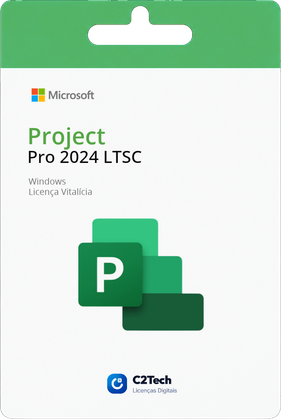 Microsoft
Project
Pro 2024 LTSC
Windows
Licença Vitalícia
P
C2Tech
Licenças Digitais